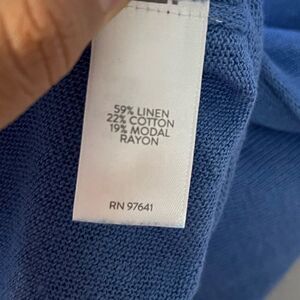 59% LINEN
22% COTTON
19% MODAL
RAYON
RN 97641